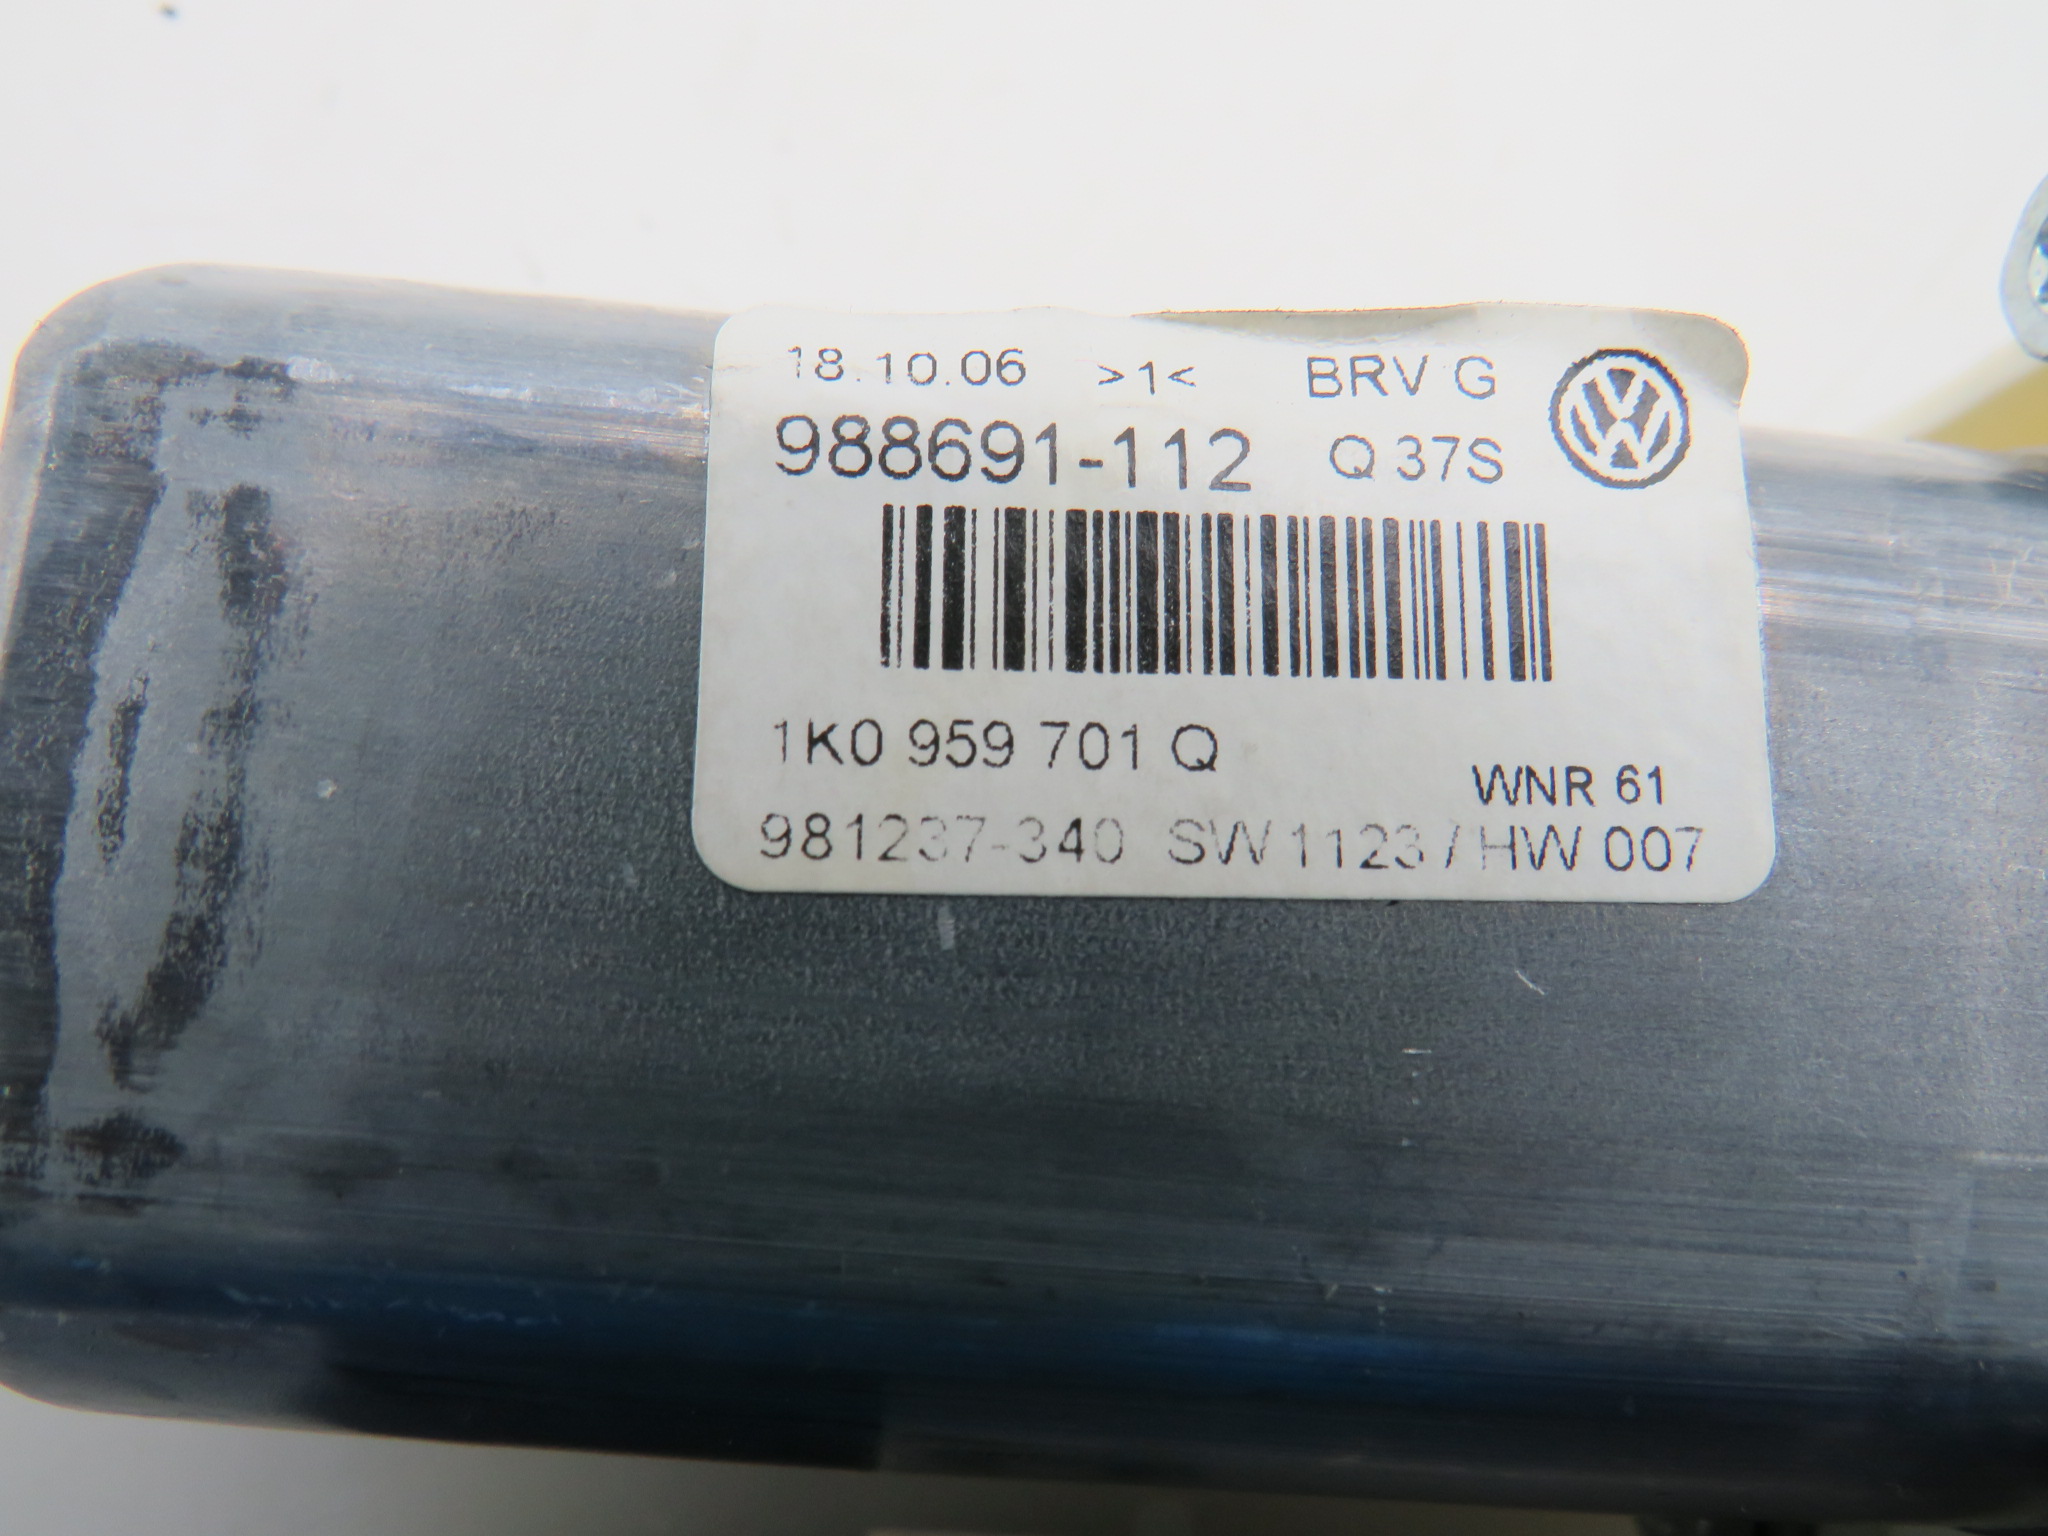 18.10.06 >1< BRV G
988691-112 Q 37S
1K0 959 701 Q
WNR 61
981237-340 SW 1123 / HW 007